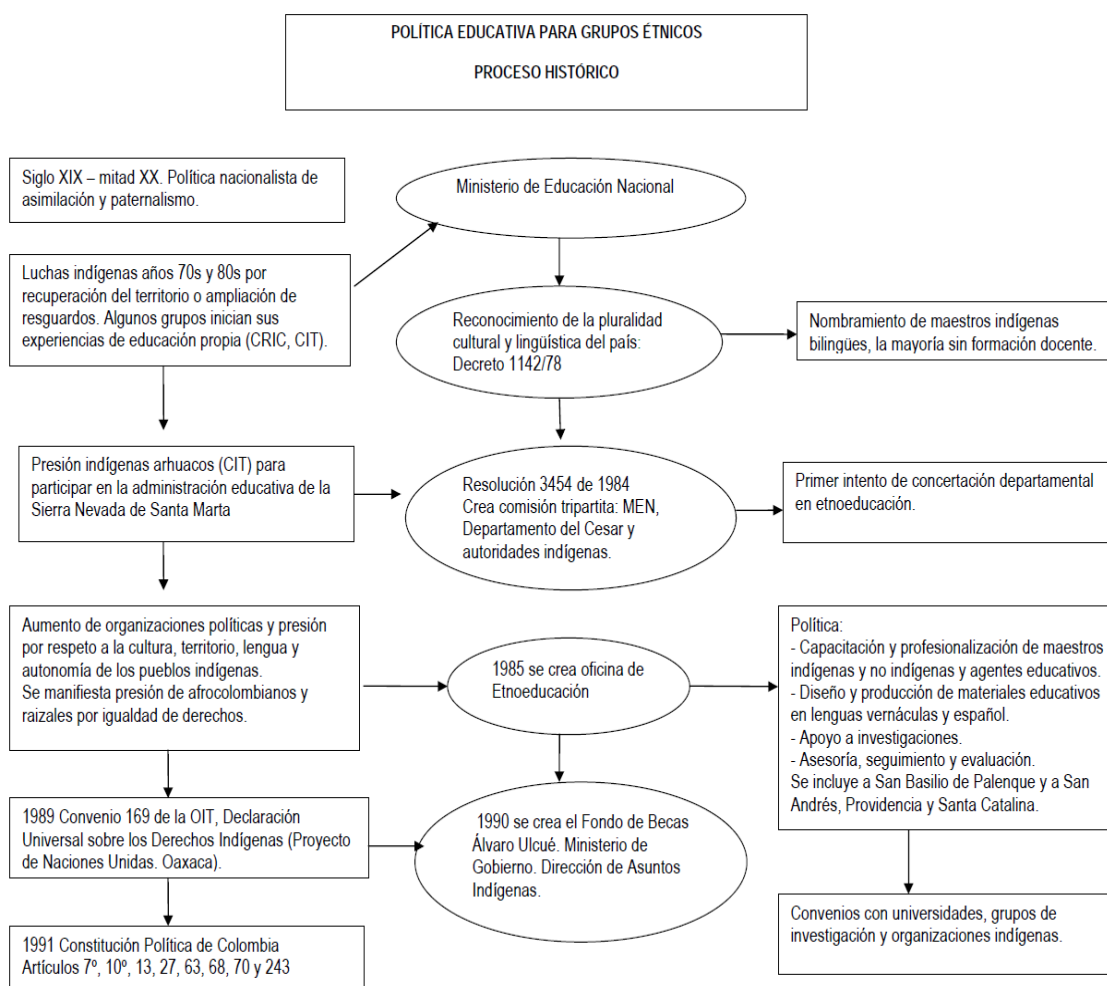 POLÍTICA EDUCATIVA PARA GRUPOS ÉTNICOS
PROCESO HISTÓRICO
Siglo XIX – mitad XX. Política nacionalista de
asimilación y paternalismo.
Ministerio de Educación Nacional
Luchas indígenas años 70s y 80s por
recuperación del territorio o ampliación de
resguardos. Algunos grupos inician sus
experiencias de educación propia (CRIC, CIT).
Reconocimiento de la pluralidad
cultural y lingüística del país:
Decreto 1142/78
Nombramiento de maestros indígenas
bilingües, la mayoría sin formación docente.
Presión indígenas arhuacos (CIT) para
participar en la administración educativa de la
Sierra Nevada de Santa Marta
Resolución 3454 de 1984
Crea comisión tripartita: MEN,
Departamento del Cesar y
autoridades indígenas.
Primer intento de concertación departamental
en etnoeducación.
Aumento de organizaciones políticas y presión
por respeto a la cultura, territorio, lengua y
autonomía de los pueblos indígenas.
Se manifiesta presión de afrocolombianos y
raizales por igualdad de derechos.
1985 se crea oficina de
Etnoeducación
Política:
- Capacitación y profesionalización de maestros
indígenas y no indígenas y agentes educativos.
- Diseño y producción de materiales educativos
en lenguas vernáculas y español.
- Apoyo a investigaciones.
- Asesoría, seguimiento y evaluación.
Se incluye a San Basilio de Palenque y a San
Andrés, Providencia y Santa Catalina.
1989 Convenio 169 de la OIT, Declaración
Universal sobre los Derechos Indígenas (Proyecto
de Naciones Unidas. Oaxaca).
1990 se crea el Fondo de Becas
Álvaro Ulcué. Ministerio de
Gobierno. Dirección de Asuntos
Indígenas.
Convenios con universidades, grupos de
investigación y organizaciones indígenas.
1991 Constitución Política de Colombia
Artículos 7º, 10º, 13, 27, 63, 68, 70 y 243